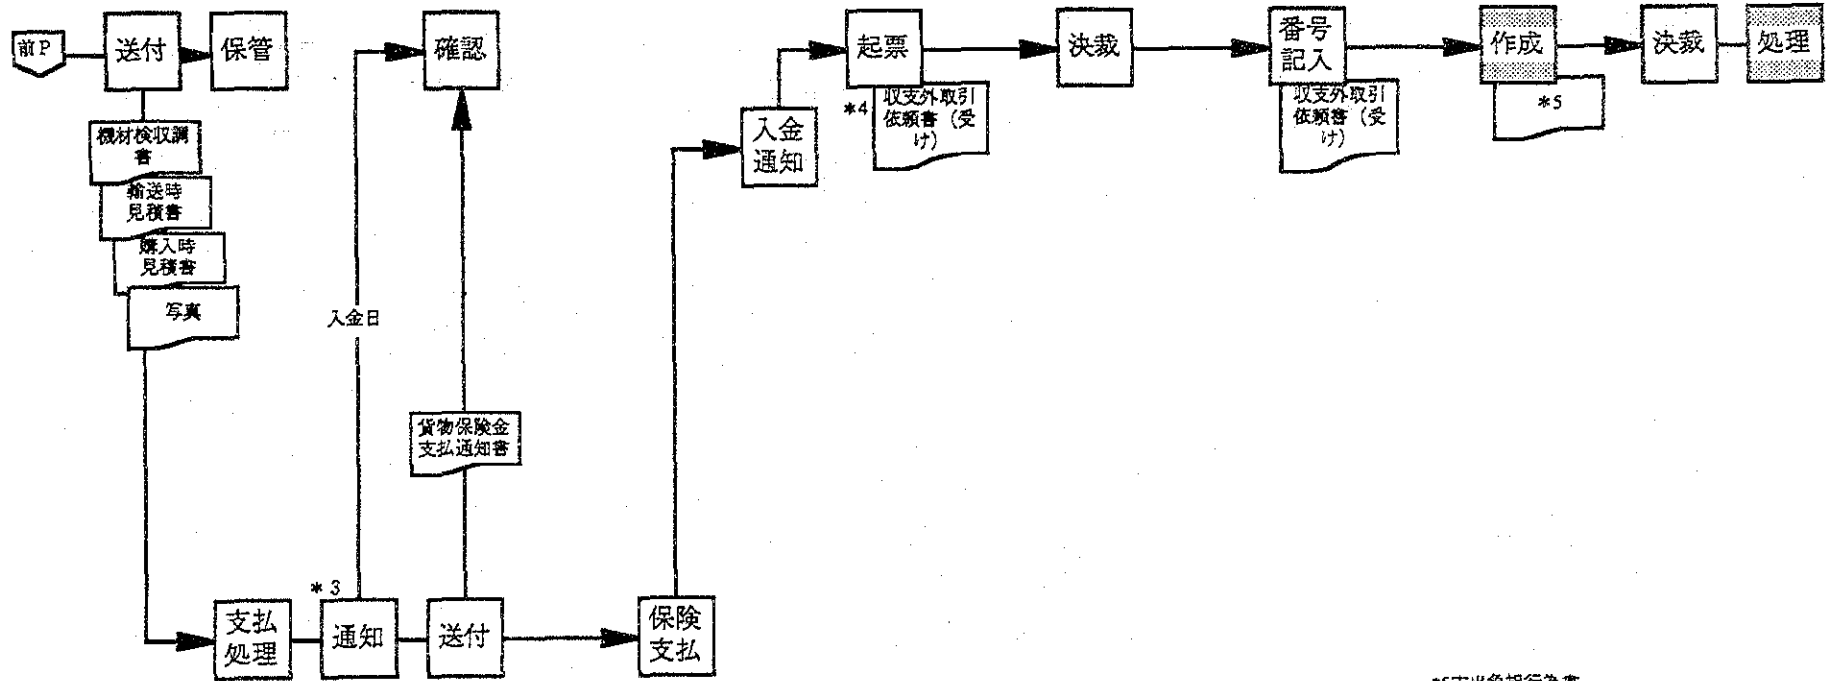 前P
送付
保管
機材検収調
書
輸送時
見積書
購入時
見積書
写真
入金日
確認
貨物保険金
支払通知書
支払
処理
*3
通知
送付
保険
支払
入金
通知
起票
*4
収支外取引
依頼書（受
け）
決裁
番号
記入
収支外取引
依頼書（受
け）
作成
*5
決裁
処理